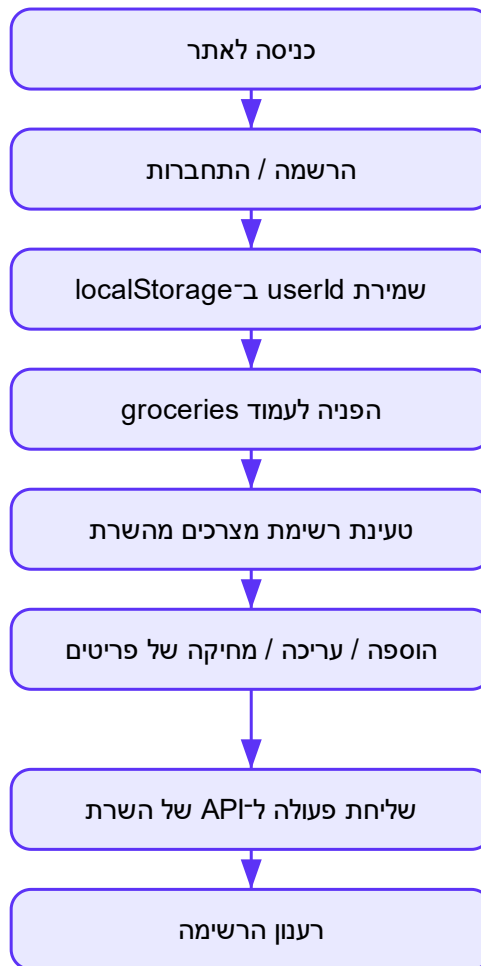 כניסה לאתר
הרשמה / התחברות
שמירת userId ב־localStorage
הפניה לעמוד groceries
טעינת רשימת מצרכים מהשרת
הוספה / עריכה / מחיקה של פריטים
שליחת פעולה ל־API של השרת
רענון הרשימה